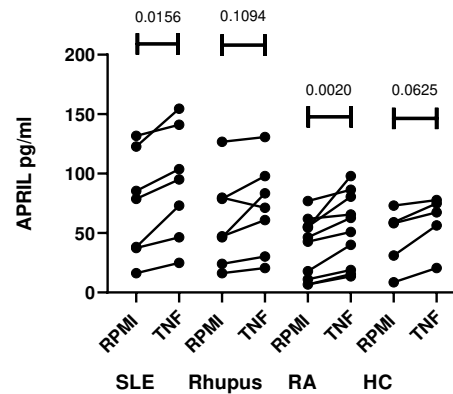 0.0156
0.1094
0.0020
0.0625
APRIL pg/ml
200
150
100
50
0
RPMI
TNF
RPMI
TNF
RPMI
TNF
RPMI
TNF
SLE Rhupus RA HC